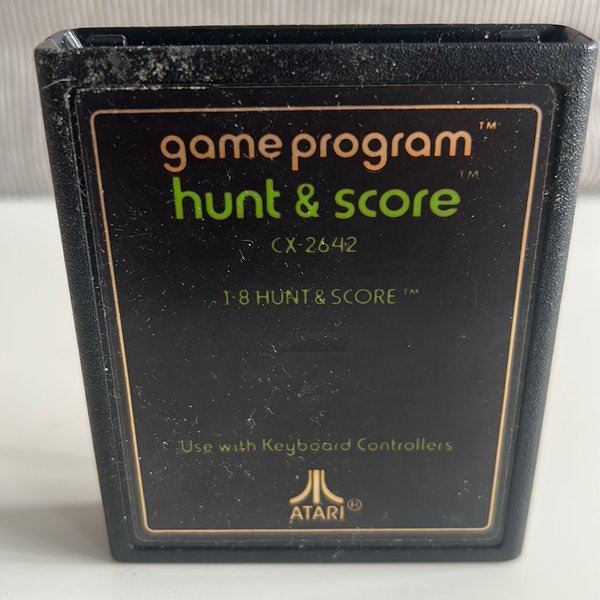 game program™
hunt & score™
CX-2642
1-8 HUNT & SCORE™
Use with Keyboard Controllers
ATARI®